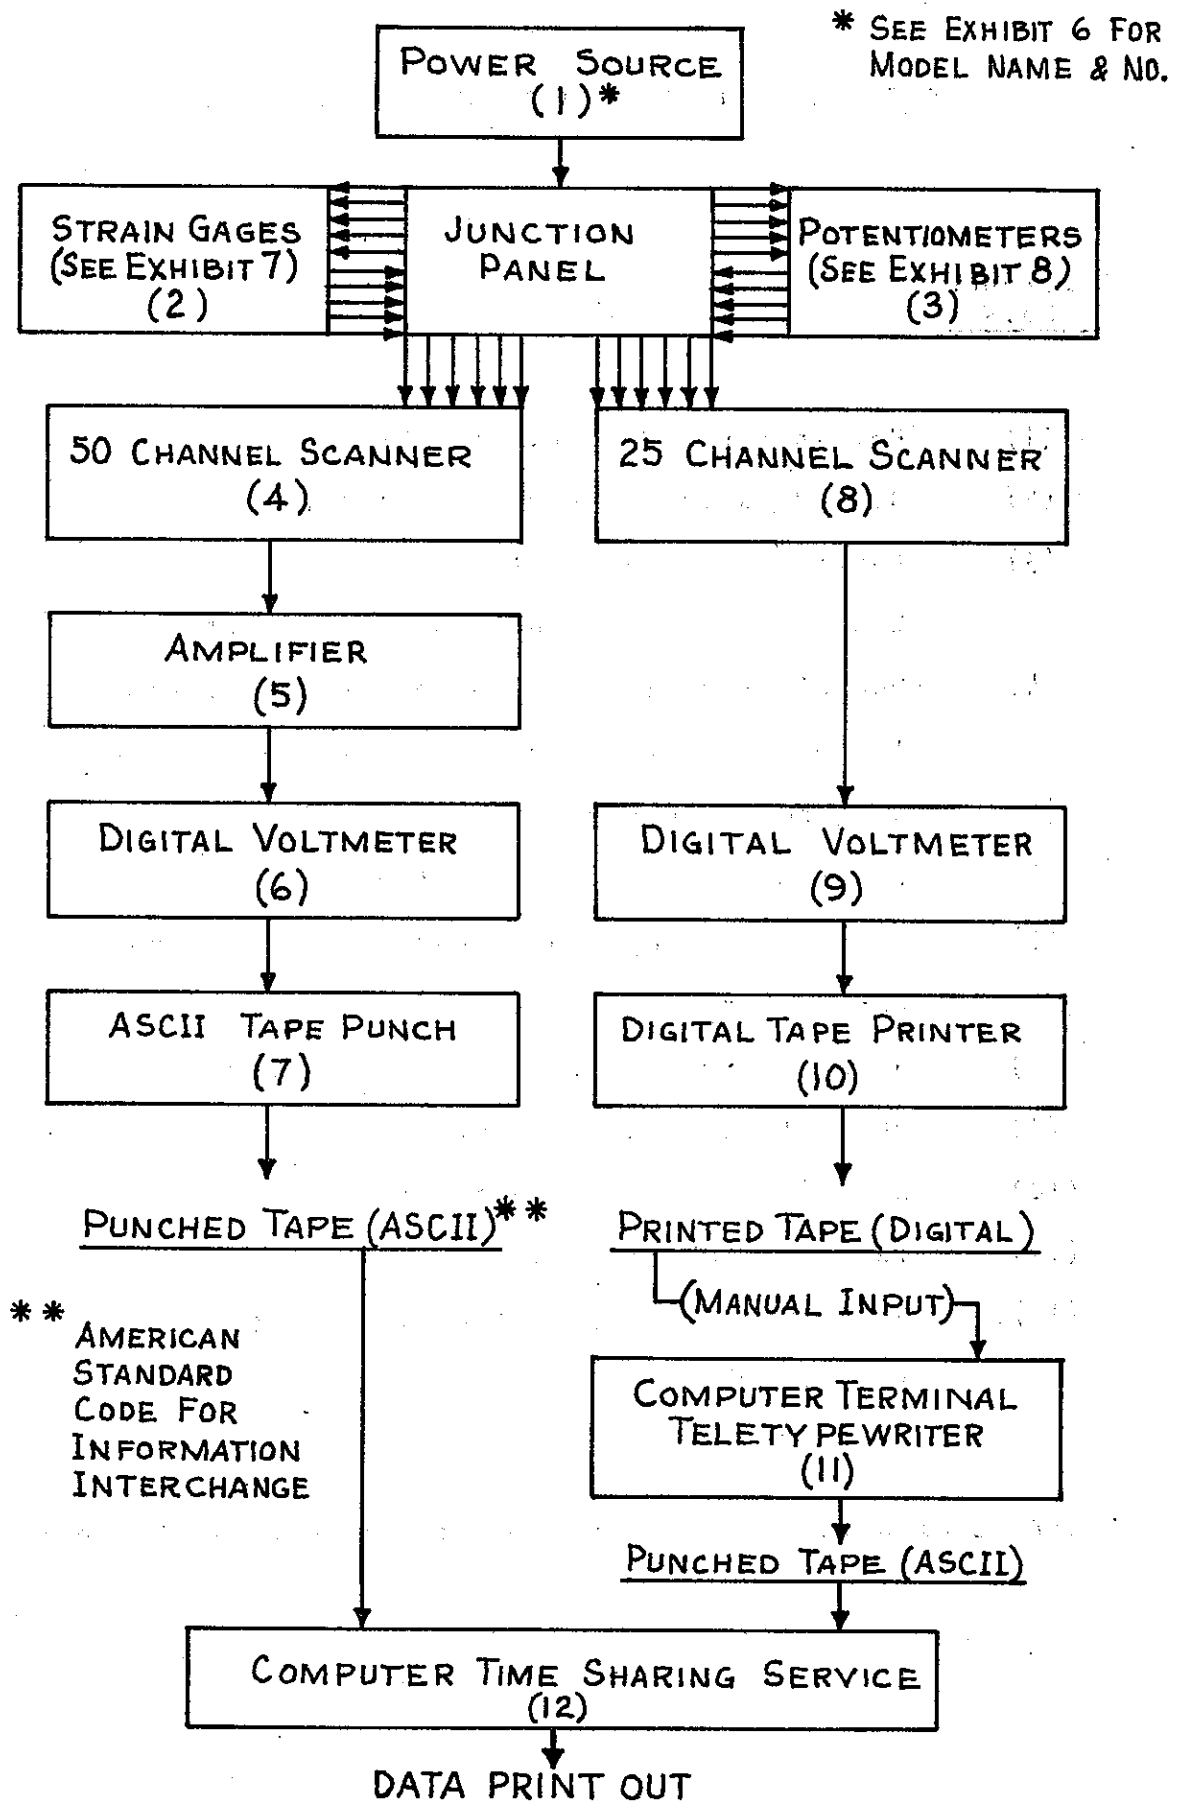 * SEE EXHIBIT 6 FOR
MODEL NAME & NO.
POWER SOURCE
(1)*
STRAIN GAGES
(SEE EXHIBIT 7)
(2)
JUNCTION
PANEL
POTENTIOMETERS
(SEE EXHIBIT 8)
(3)
50 CHANNEL SCANNER
(4)
25 CHANNEL SCANNER
(8)
AMPLIFIER
(5)
DIGITAL VOLTMETER
(6)
DIGITAL VOLTMETER
(9)
ASCII TAPE PUNCH
(7)
DIGITAL TAPE PRINTER
(10)
PUNCHED TAPE (ASCII)**
PRINTED TAPE (DIGITAL)
(MANUAL INPUT)
** AMERICAN
STANDARD
CODE FOR
INFORMATION
INTERCHANGE
COMPUTER TERMINAL
TELETYPEWRITER
(11)
PUNCHED TAPE (ASCII)
COMPUTER TIME SHARING SERVICE
(12)
DATA PRINT OUT